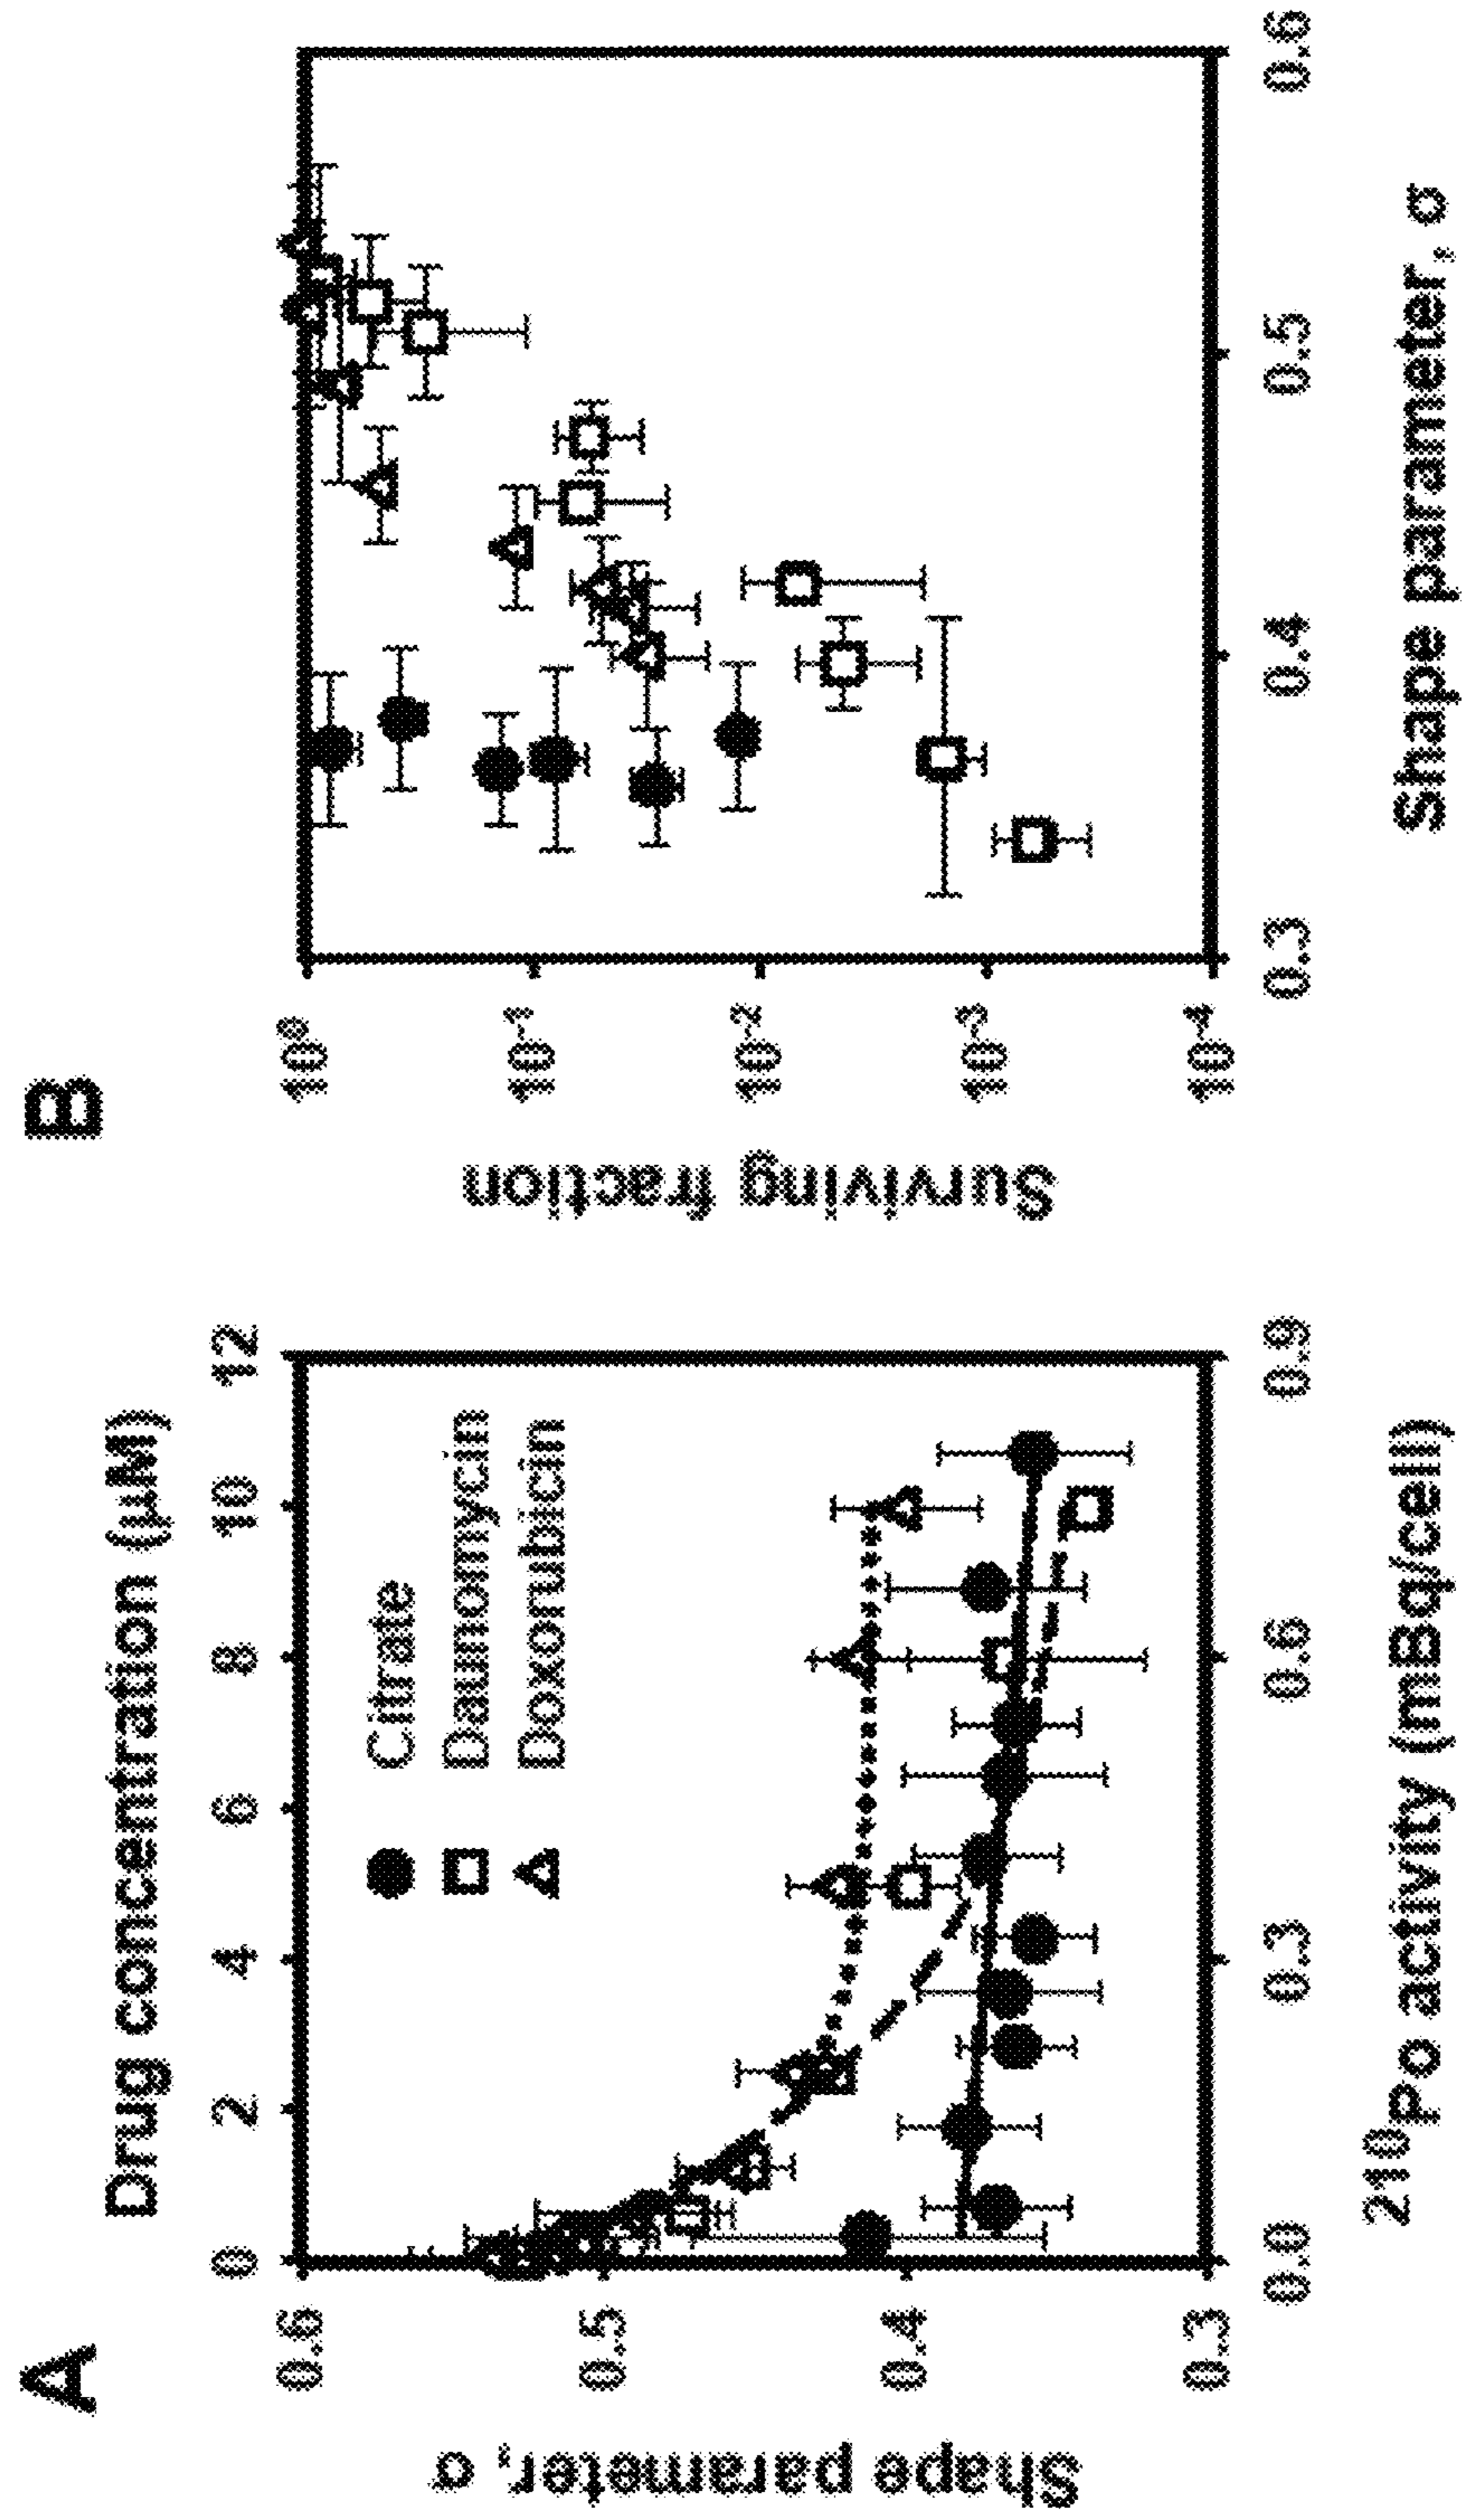 A
Drug concentration (μM)
0 2 4 6 8 10 12
Shape parameter, σ
0.6
0.5
0.4
0.3
Citrate
Daunomycin
Doxorubicin
0.0 0.3 0.6 0.9
²¹⁰Po activity (mBq/cell)
B
Surviving fraction
10⁰
10⁻¹
10⁻²
10⁻³
10⁻⁴
0.3 0.4 0.5 0.6
Shape parameter, σ